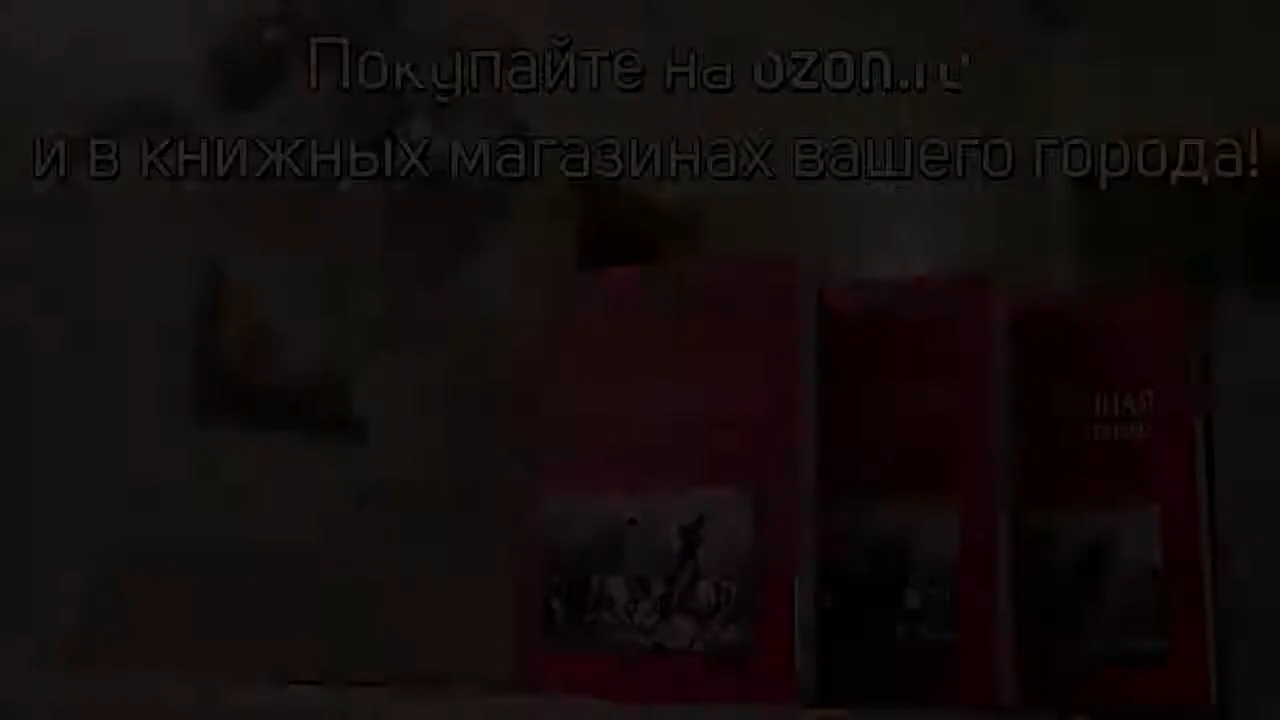 Покупайте на ozon.ru
и в книжных магазинах вашего города!